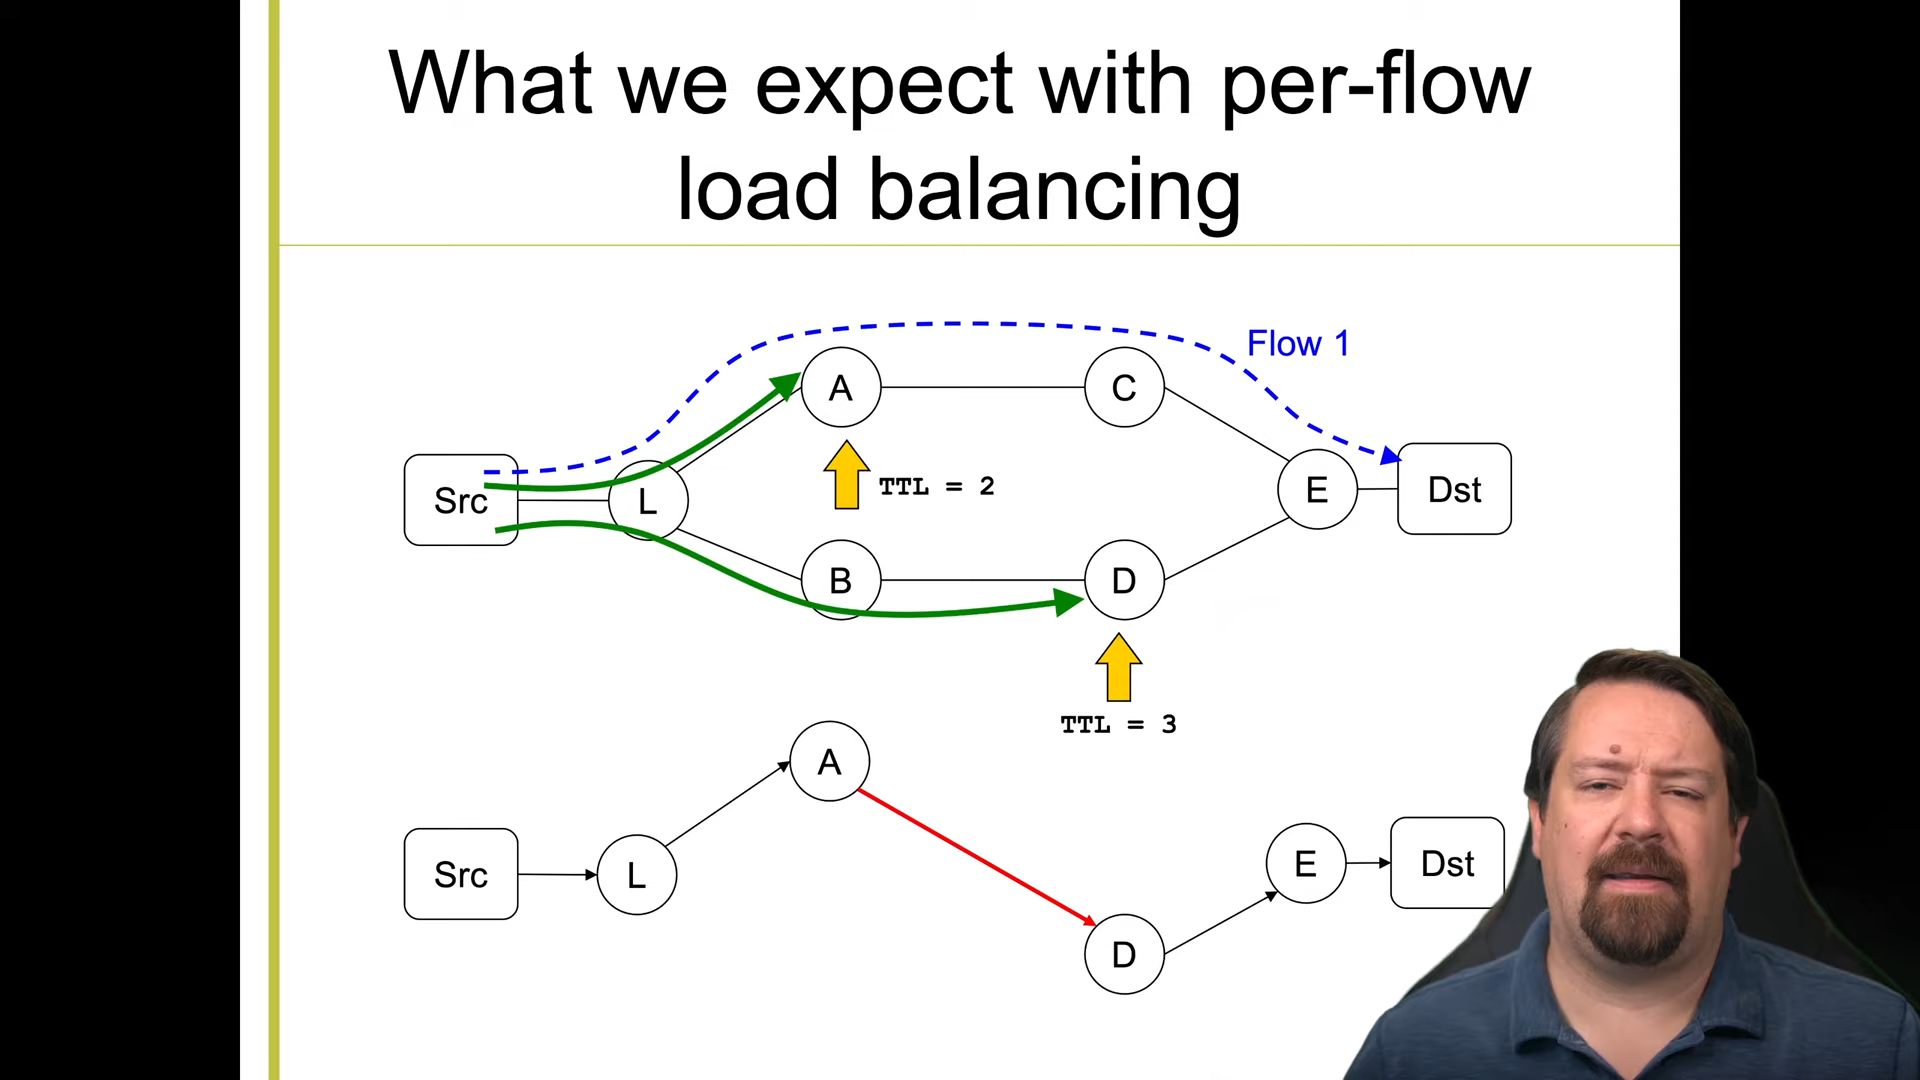 What we expect with per-flow
load balancing
Flow 1
A
C
Src
L
TTL = 2
E
Dst
B
D
TTL = 3
A
Src
L
E
Dst
D